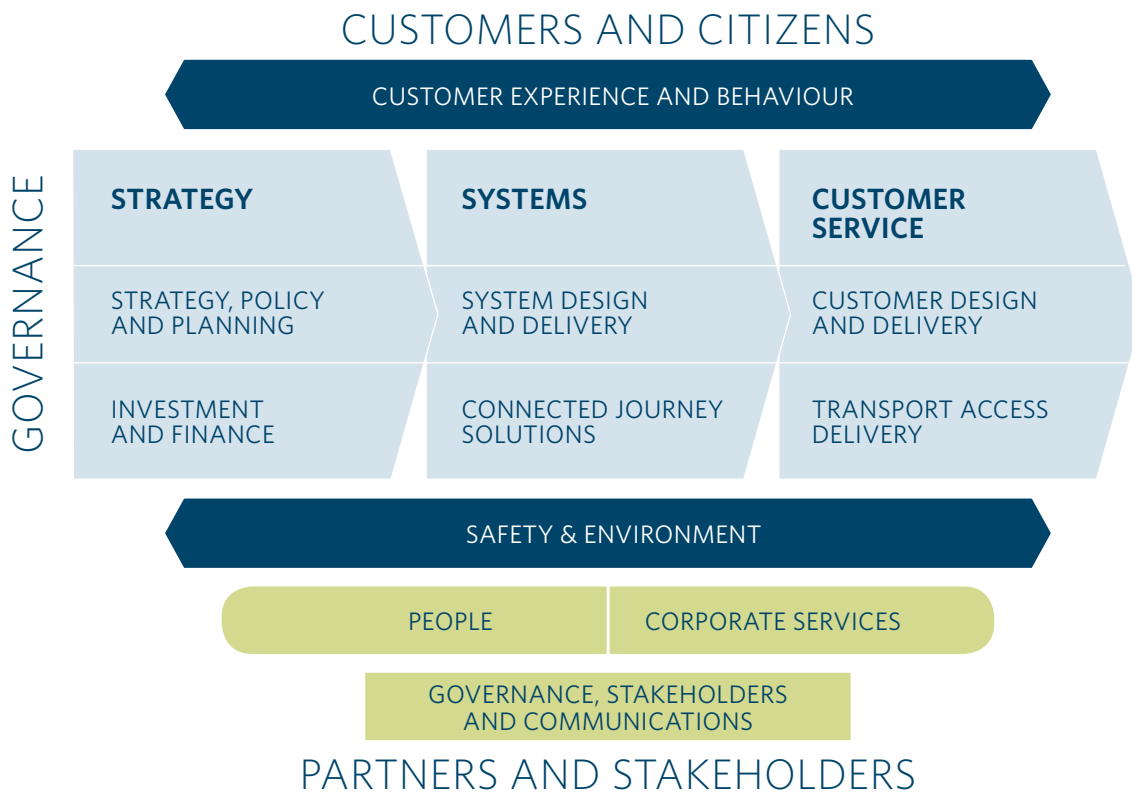 CUSTOMERS AND CITIZENS
CUSTOMER EXPERIENCE AND BEHAVIOUR
GOVERNANCE
STRATEGY
SYSTEMS
CUSTOMER
SERVICE
STRATEGY, POLICY
AND PLANNING
SYSTEM DESIGN
AND DELIVERY
CUSTOMER DESIGN
AND DELIVERY
INVESTMENT
AND FINANCE
CONNECTED JOURNEY
SOLUTIONS
TRANSPORT ACCESS
DELIVERY
SAFETY & ENVIRONMENT
PEOPLE
CORPORATE SERVICES
GOVERNANCE, STAKEHOLDERS
AND COMMUNICATIONS
PARTNERS AND STAKEHOLDERS